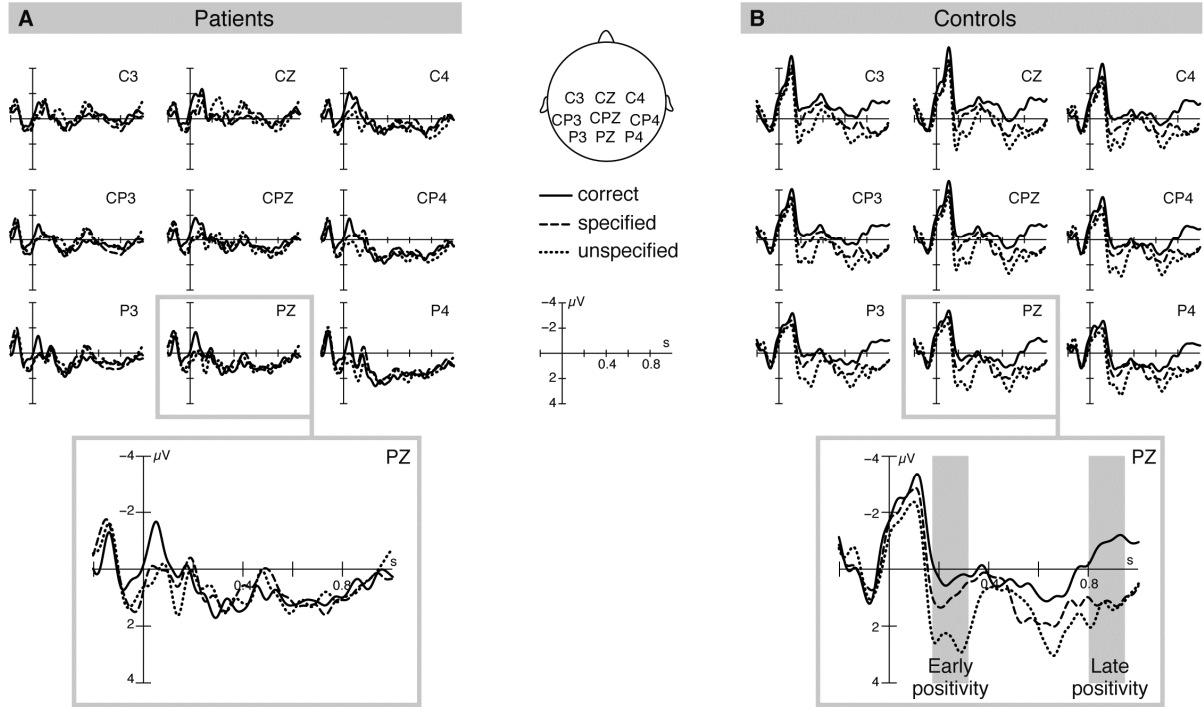 A Patients
B Controls
C3 CZ C4
CP3 CPZ CP4
P3 PZ P4
C3 CZ C4
CP3 CPZ CP4
P3 PZ P4
correct
specified
unspecified
−4 µV
−2
s
0.4 0.8
2
4
C3 CZ C4
CP3 CPZ CP4
P3 PZ P4
−4 µV PZ
−2
s
0.4 0.8
2
4
−4 µV PZ
−2
s
0.4 0.8
2
Early Late
positivity positivity
4